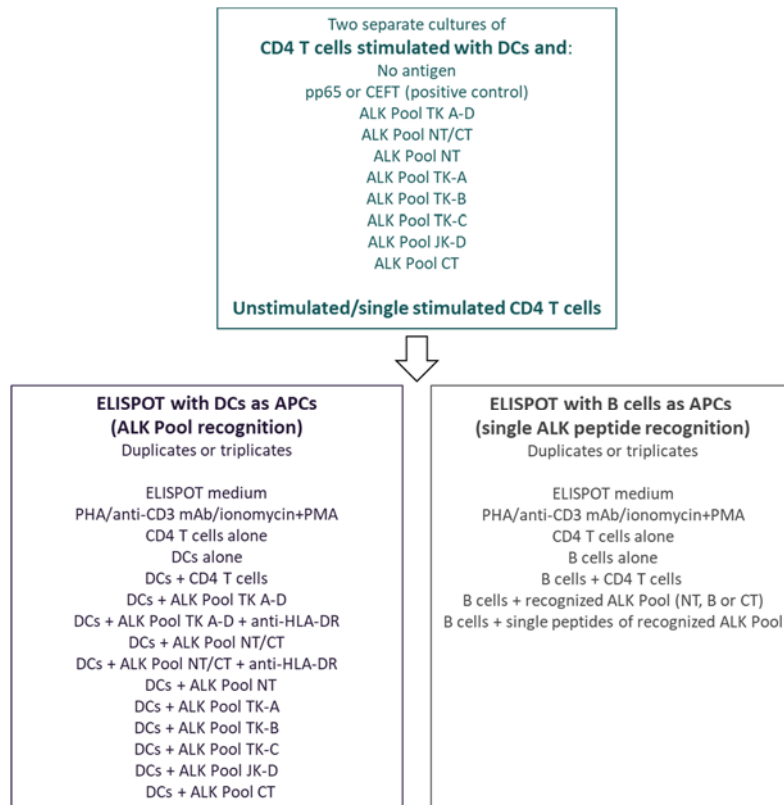 Two separate cultures of
CD4 T cells stimulated with DCs and:
No antigen
pp65 or CEFT (positive control)
ALK Pool TK A-D
ALK Pool NT/CT
ALK Pool NT
ALK Pool TK-A
ALK Pool TK-B
ALK Pool TK-C
ALK Pool JK-D
ALK Pool CT
Unstimulated/single stimulated CD4 T cells
ELISPOT with DCs as APCs
(ALK Pool recognition)
Duplicates or triplicates
ELISPOT medium
PHA/anti-CD3 mAb/ionomycin+PMA
CD4 T cells alone
DCs alone
DCs + CD4 T cells
DCs + ALK Pool TK A-D
DCs + ALK Pool TK A-D + anti-HLA-DR
DCs + ALK Pool NT/CT
DCs + ALK Pool NT/CT + anti-HLA-DR
DCs + ALK Pool NT
DCs + ALK Pool TK-A
DCs + ALK Pool TK-B
DCs + ALK Pool TK-C
DCs + ALK Pool JK-D
DCs + ALK Pool CT
ELISPOT with B cells as APCs
(single ALK peptide recognition)
Duplicates or triplicates
ELISPOT medium
PHA/anti-CD3 mAb/ionomycin+PMA
CD4 T cells alone
B cells alone
B cells + CD4 T cells
B cells + recognized ALK Pool (NT, B or CT)
B cells + single peptides of recognized ALK Pool